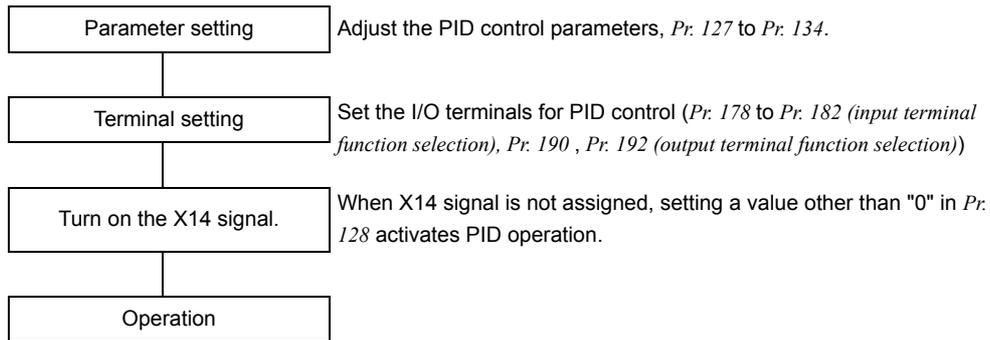 Parameter setting
Adjust the PID control parameters, Pr. 127 to Pr. 134.
Terminal setting
Set the I/O terminals for PID control (Pr. 178 to Pr. 182 (input terminal
function selection), Pr. 190 , Pr. 192 (output terminal function selection))
Turn on the X14 signal.
When X14 signal is not assigned, setting a value other than "0" in Pr.
128 activates PID operation.
Operation